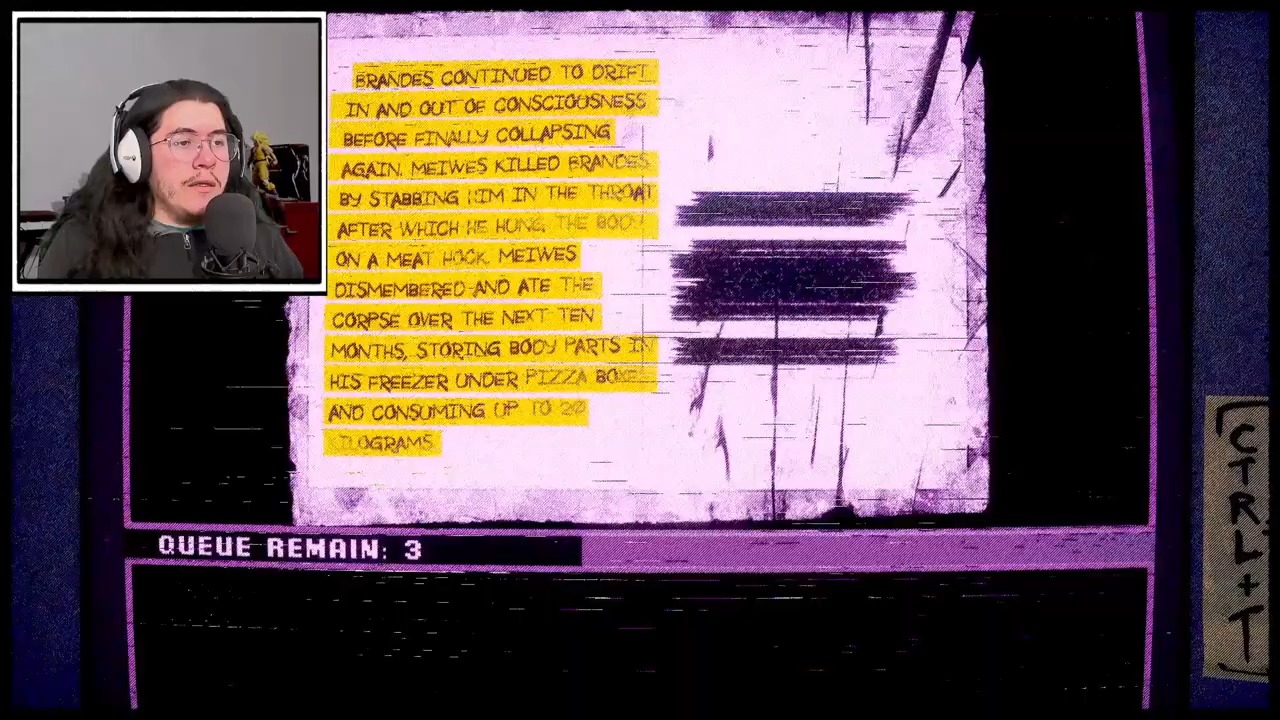 BRANDES CONTINUED TO DRIFT
IN AND OUT OF CONSCIOUSNESS
BEFORE FINALLY COLLAPSING
AGAIN. MEIWES KILLED BRANDES
BY STABBING HIM IN THE THROAT
AFTER WHICH HE HUNG THE BODY
ON A MEAT HOOK. MEIWES
DISMEMBERED AND ATE THE
CORPSE OVER THE NEXT TEN
MONTHS, STORING BODY PARTS IN
HIS FREEZER UNDER PIZZA BOXES
AND CONSUMING UP TO 20
KILOGRAMS
QUEUE REMAIN: 3
CTRL+T